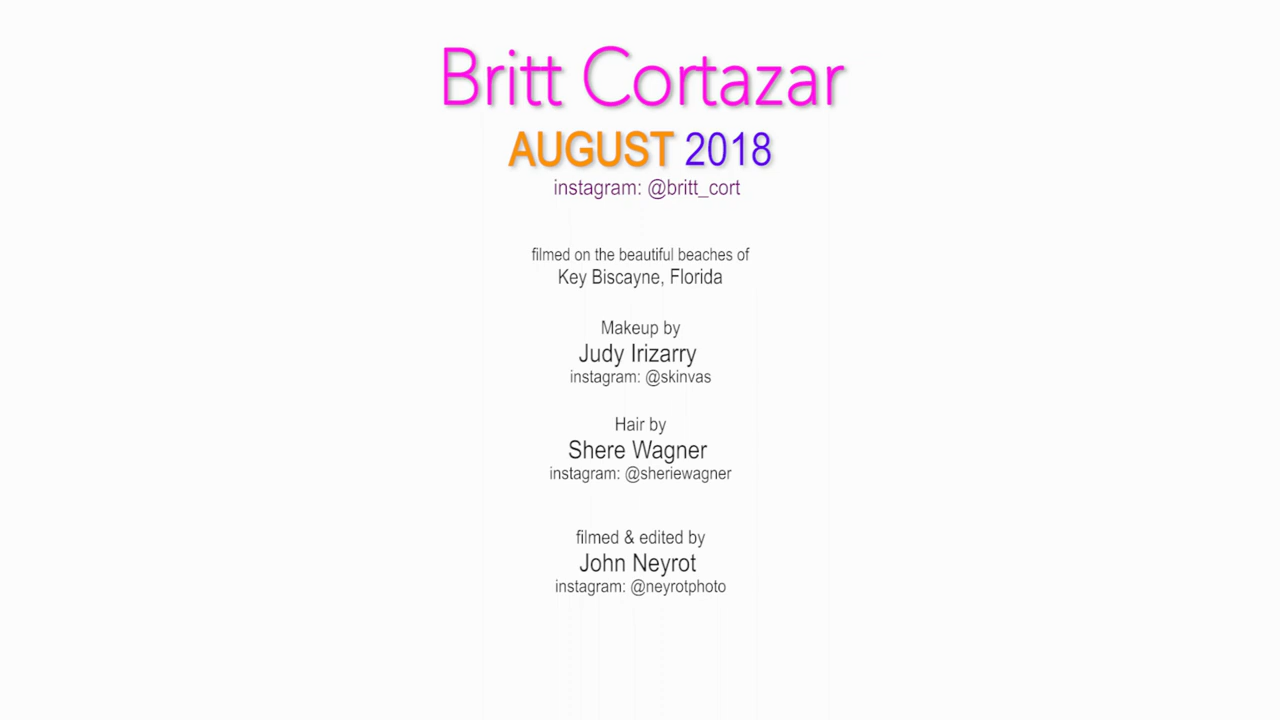 Britt Cortazar
AUGUST 2018
instagram: @britt_cort
filmed on the beautiful beaches of
Key Biscayne, Florida
Makeup by
Judy Irizarry
instagram: @skinvas
Hair by
Shere Wagner
instagram: @sheriewagner
filmed & edited by
John Neyrot
instagram: @neyrotphoto